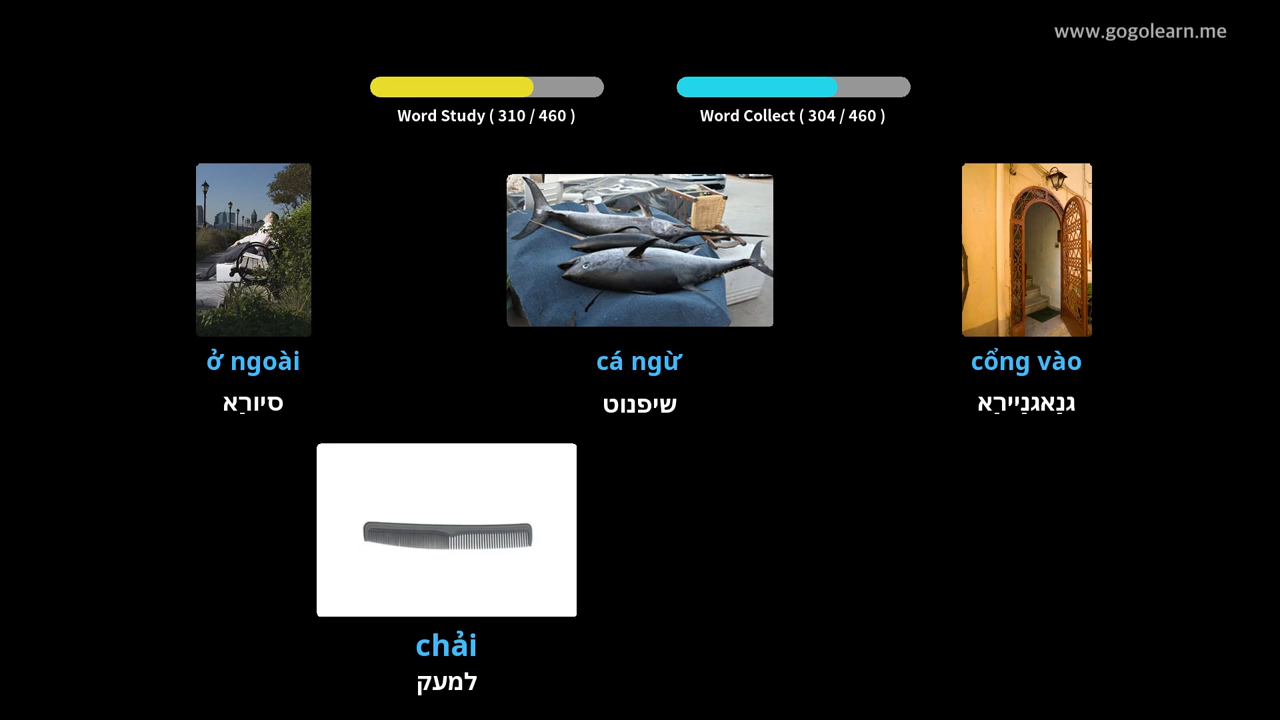 www.gogolearn.me
Word Study ( 310 / 460 )
Word Collect ( 304 / 460 )
ở ngoài
cá ngừ
cổng vào
סיורַא
שיפנוט
גנַאגנַיירַא
chải
למעק